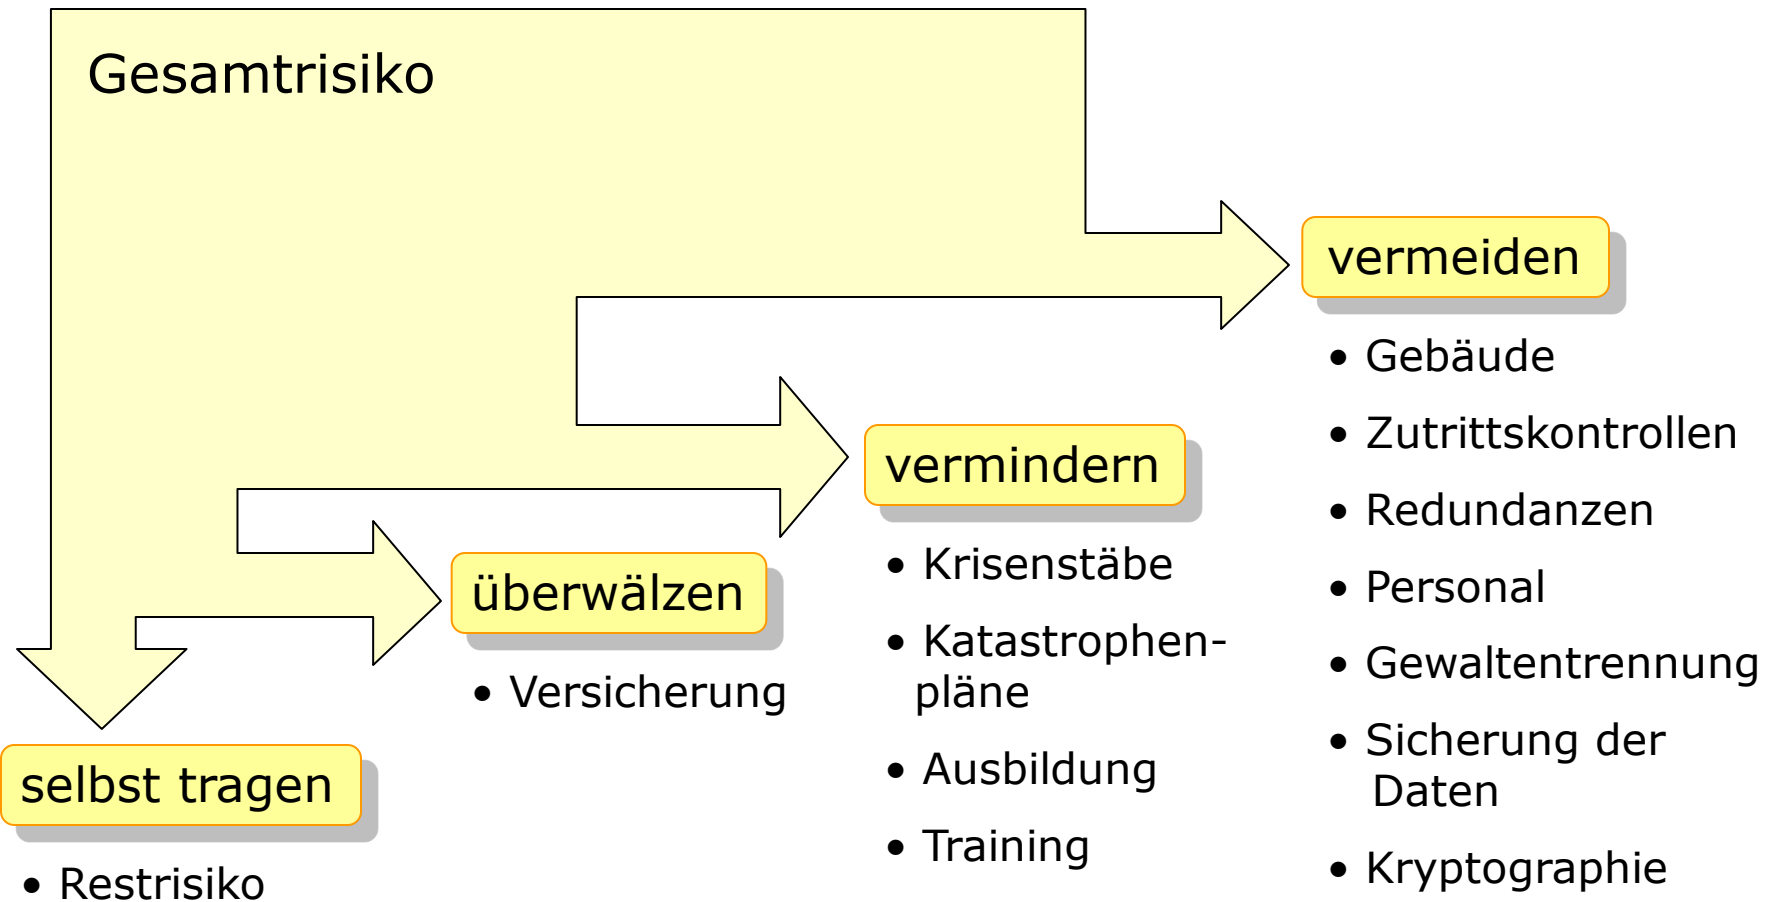 Gesamtrisiko
vermeiden
• Gebäude
• Zutrittskontrollen
• Redundanzen
• Personal
• Gewaltentrennung
• Sicherung der
Daten
• Kryptographie
vermindern
• Krisenstäbe
• Katastrophen-
pläne
• Ausbildung
• Training
überwälzen
• Versicherung
selbst tragen
• Restrisiko